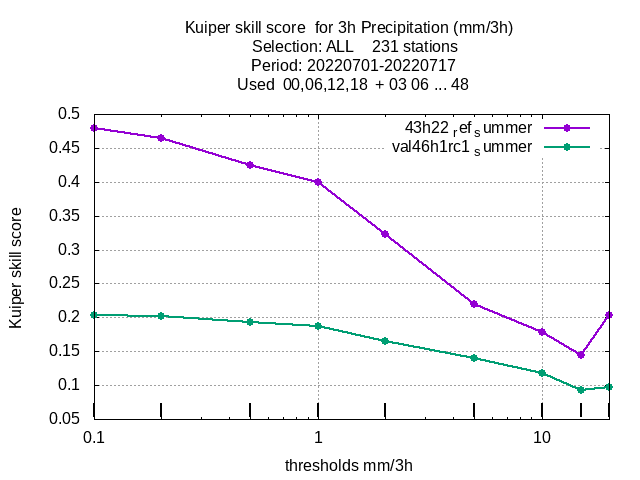 Kuiper skill score  for 3h Precipitation (mm/3h)
Selection: ALL    231 stations
Period: 20220701-20220717
Used  00,06,12,18  + 03 06 ... 48
0.5
43h22 refsummer
0.45
val46h1rc1 summer
0.4
0.35
0.3
0.25
0.2
0.15
0.1
0.05
Kuiper skill score
0.1
1
10
thresholds mm/3h